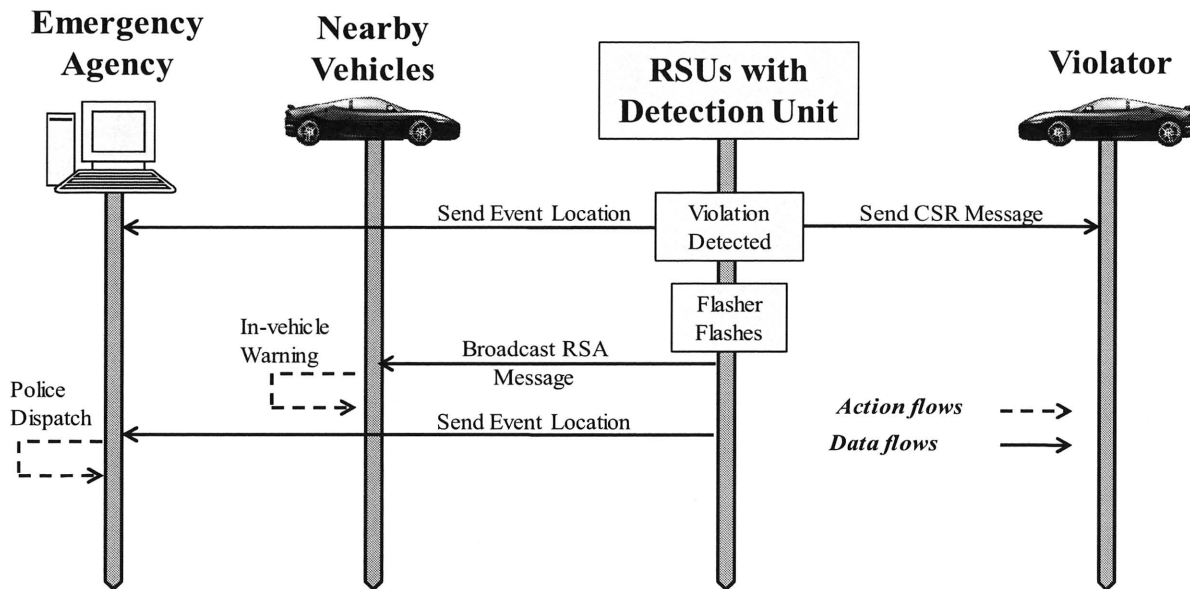 Emergency
Agency
Nearby
Vehicles
RSUs with
Detection Unit
Violator
Send Event Location
Violation
Detected
Send CSR Message
Flasher
Flashes
In-vehicle
Warning
Broadcast RSA
Message
Police
Dispatch
Send Event Location
Action flows
Data flows